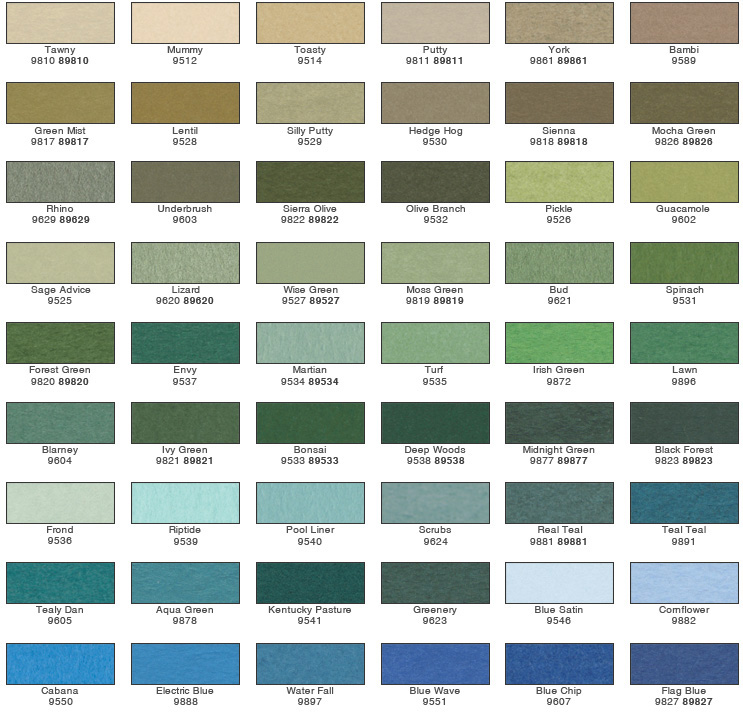 Tawny Mummy Toasty Putty York Bambi
9810 89810 9512 9514 9811 89811 9861 89861 9589
Green Mist Lentil Silly Putty Hedge Hog Sienna Mocha Green
9817 89817 9528 9529 9530 9818 89818 9826 89826
Rhino Underbrush Sierra Olive Olive Branch Pickle Guacamole
9629 89629 9603 9822 89822 9532 9526 9602
Sage Advice Lizard Wise Green Moss Green Bud Spinach
9525 9620 89620 9527 89527 9819 89819 9621 9531
Forest Green Envy Martian Turf Irish Green Lawn
9820 89820 9537 9534 89534 9535 9872 9896
Blarney Ivy Green Bonsai Deep Woods Midnight Green Black Forest
9604 9821 89821 9533 89533 9538 89538 9877 89877 9823 89823
Frond Riptide Pool Liner Scrubs Real Teal Teal Teal
9536 9539 9540 9624 9881 89881 9891
Tealy Dan Aqua Green Kentucky Pasture Greenery Blue Satin Cornflower
9605 9878 9541 9623 9546 9882
Cabana Electric Blue Water Fall Blue Wave Blue Chip Flag Blue
9550 9888 9897 9551 9607 9827 89827